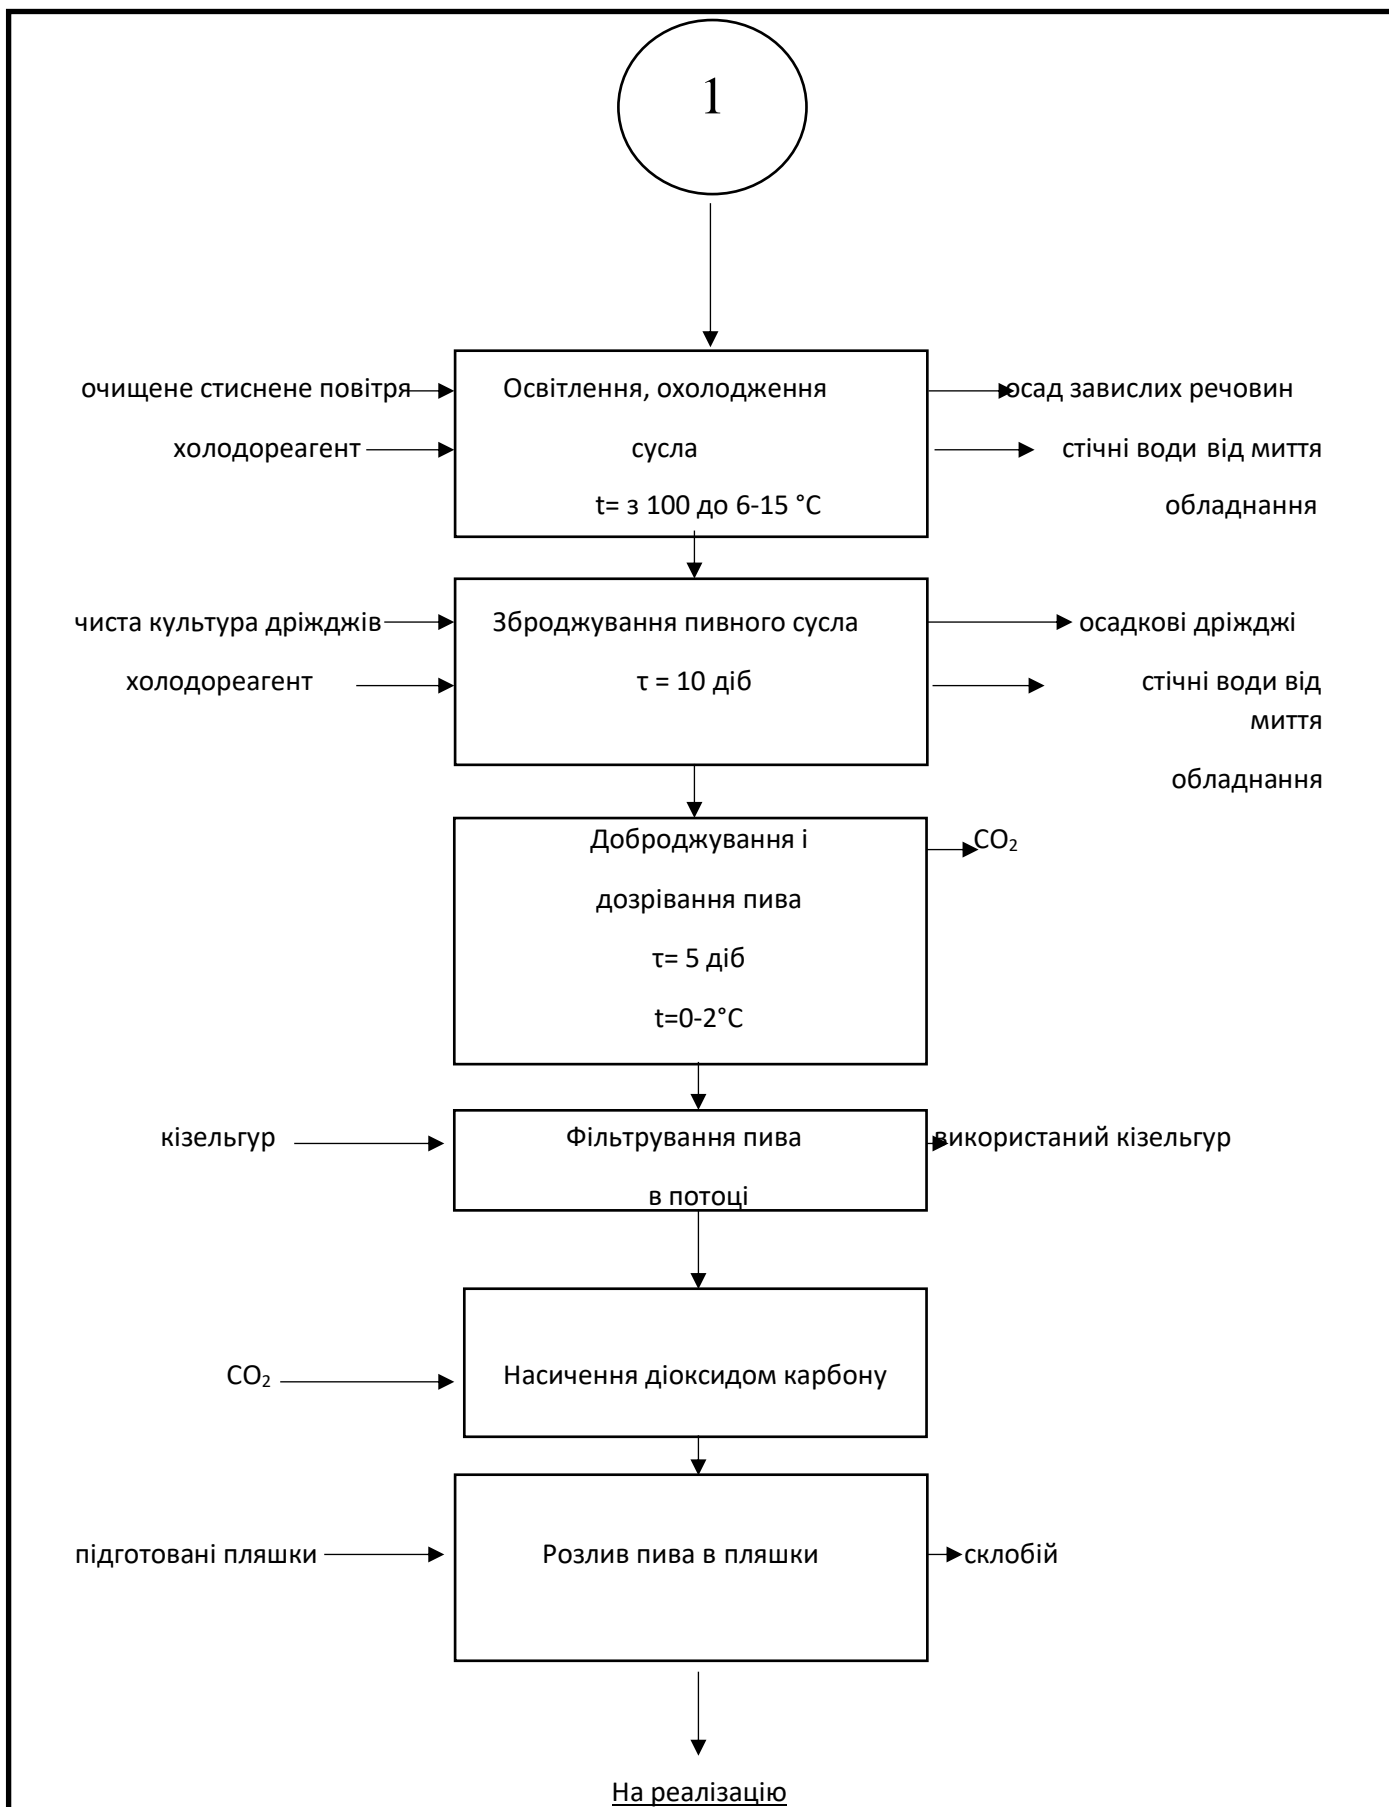 1
очищене стиснене повітря
Освітлення, охолодження
осад завислих речовин
холодореагент
сусла
стічні води від миття
t= з 100 до 6-15 °C
обладнання
чиста культура дріжджів
Зброджування пивного сусла
осадкові дріжджі
холодореагент
τ = 10 діб
стічні води від
миття
обладнання
Доброджування і
CO₂
дозрівання пива
τ= 5 діб
t=0-2°C
кізельгур
Фільтрування пива
використаний кізельгур
в потоці
CO₂
Насичення діоксидом карбону
підготовані пляшки
Розлив пива в пляшки
склобій
На реалізацію